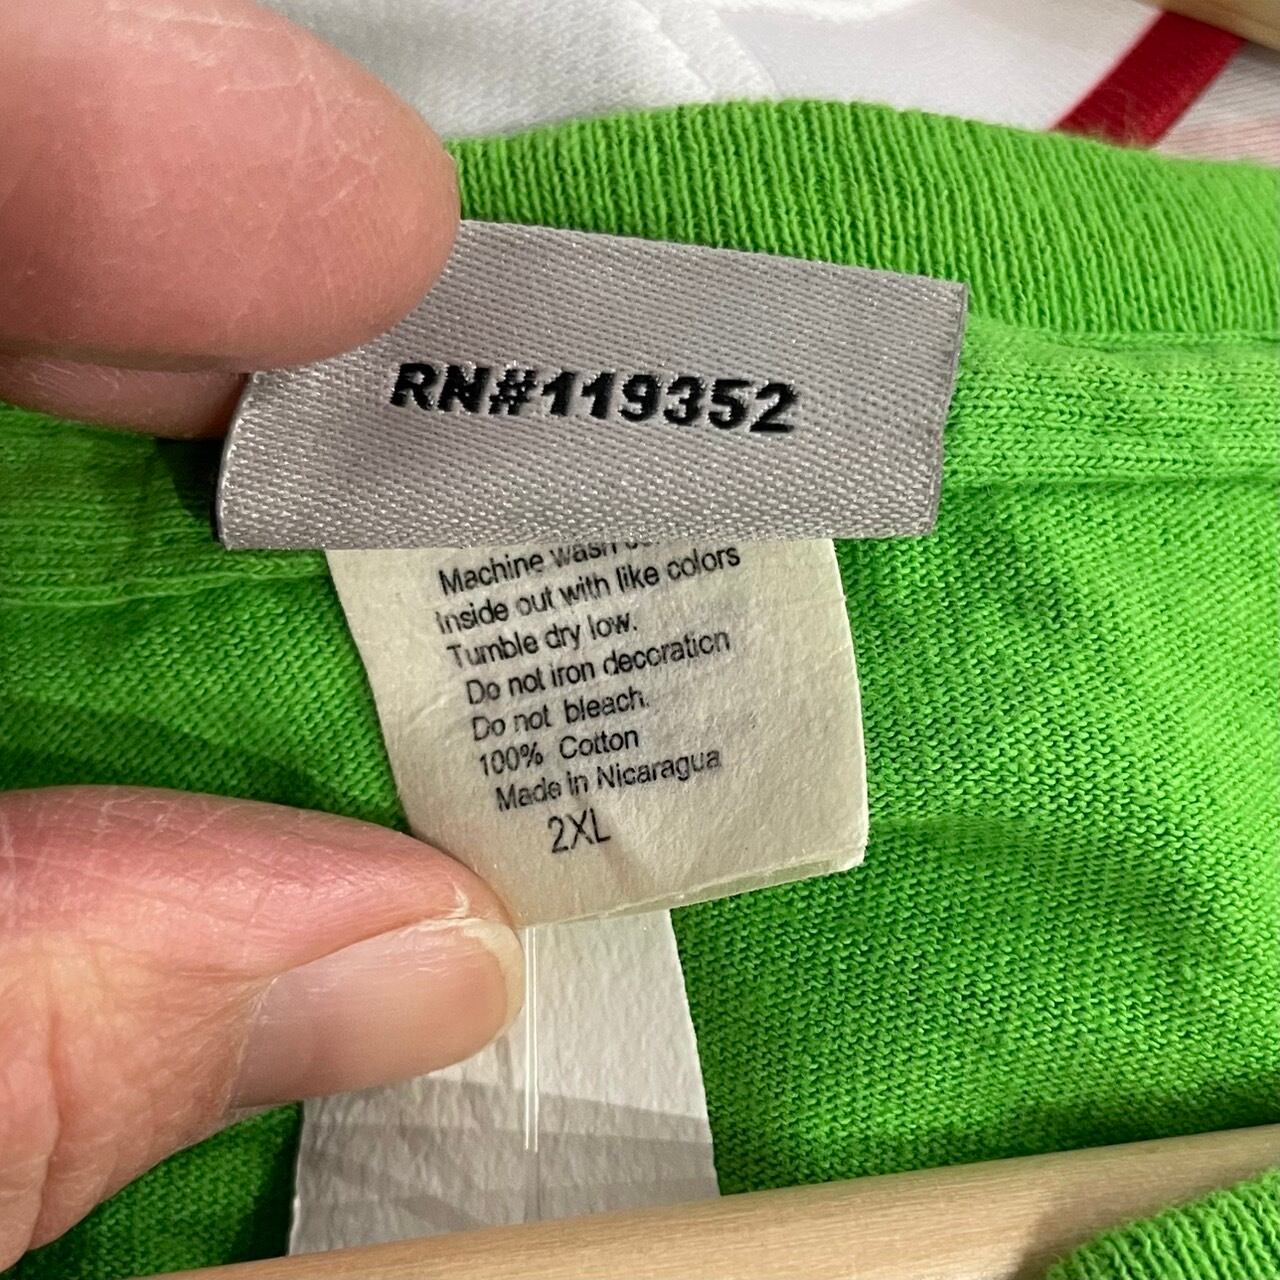 RN#119352
Machine wash
Inside out with like colors
Tumble dry low.
Do not iron decoration
Do not bleach.
100% Cotton
Made in Nicaragua
2XL